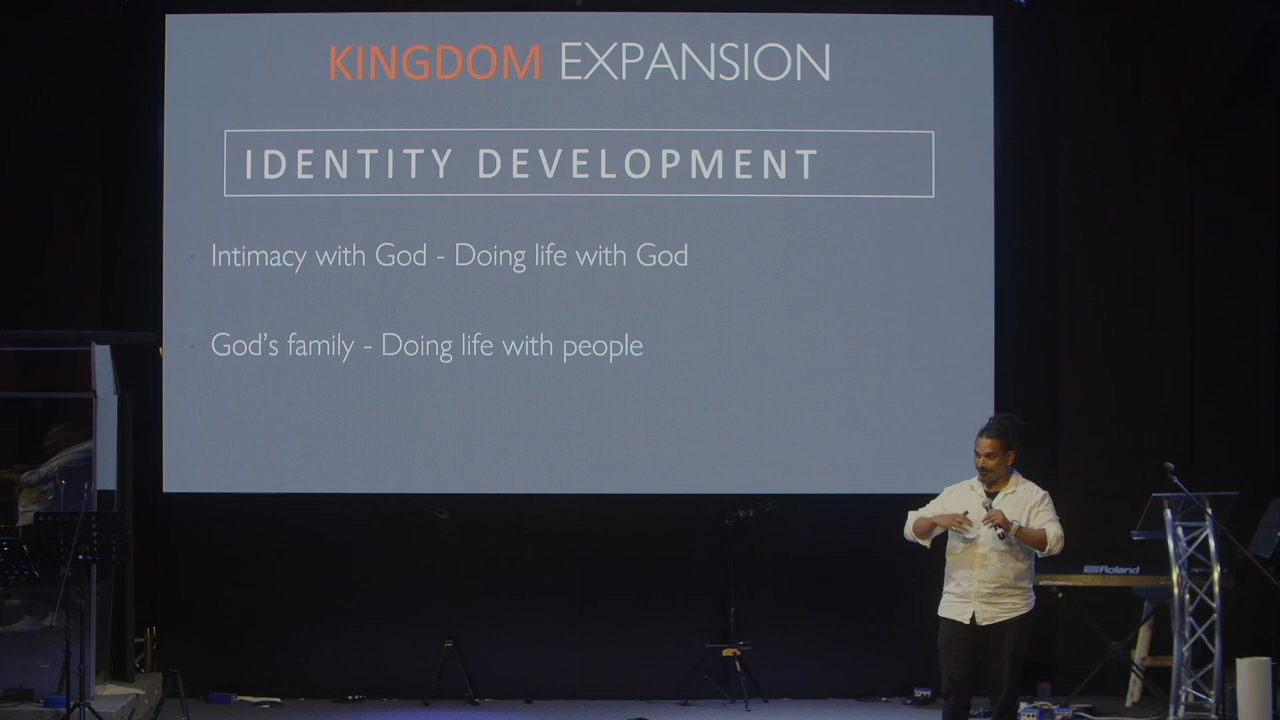 KINGDOM EXPANSION
IDENTITY DEVELOPMENT
Intimacy with God - Doing life with God
God's family - Doing life with people
Roland